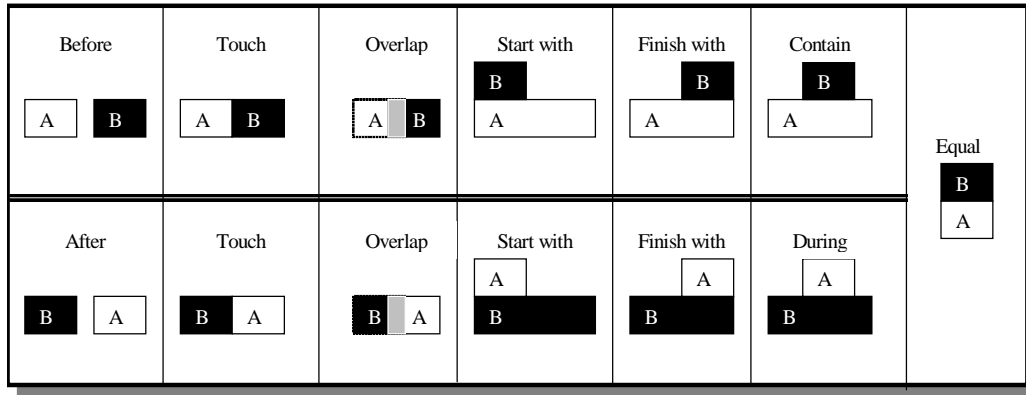 Before Touch Overlap Start with Finish with Contain
B B B
A B A B A B A A A
Equal
B
A
After Touch Overlap Start with Finish with During
A A A
B A B A B A B B B